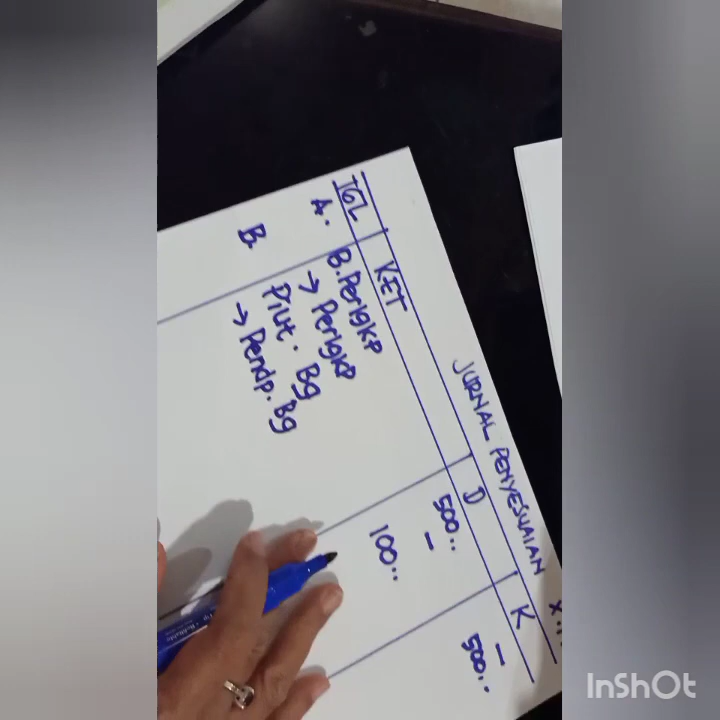 JURNAL PENYESUAIAN
TGL KET D K
A. B. Perlgkp 500.. -
→ Perlgkp - 500..
B. Piut. Bg 100..
→ Pendp. Bg
InShOt